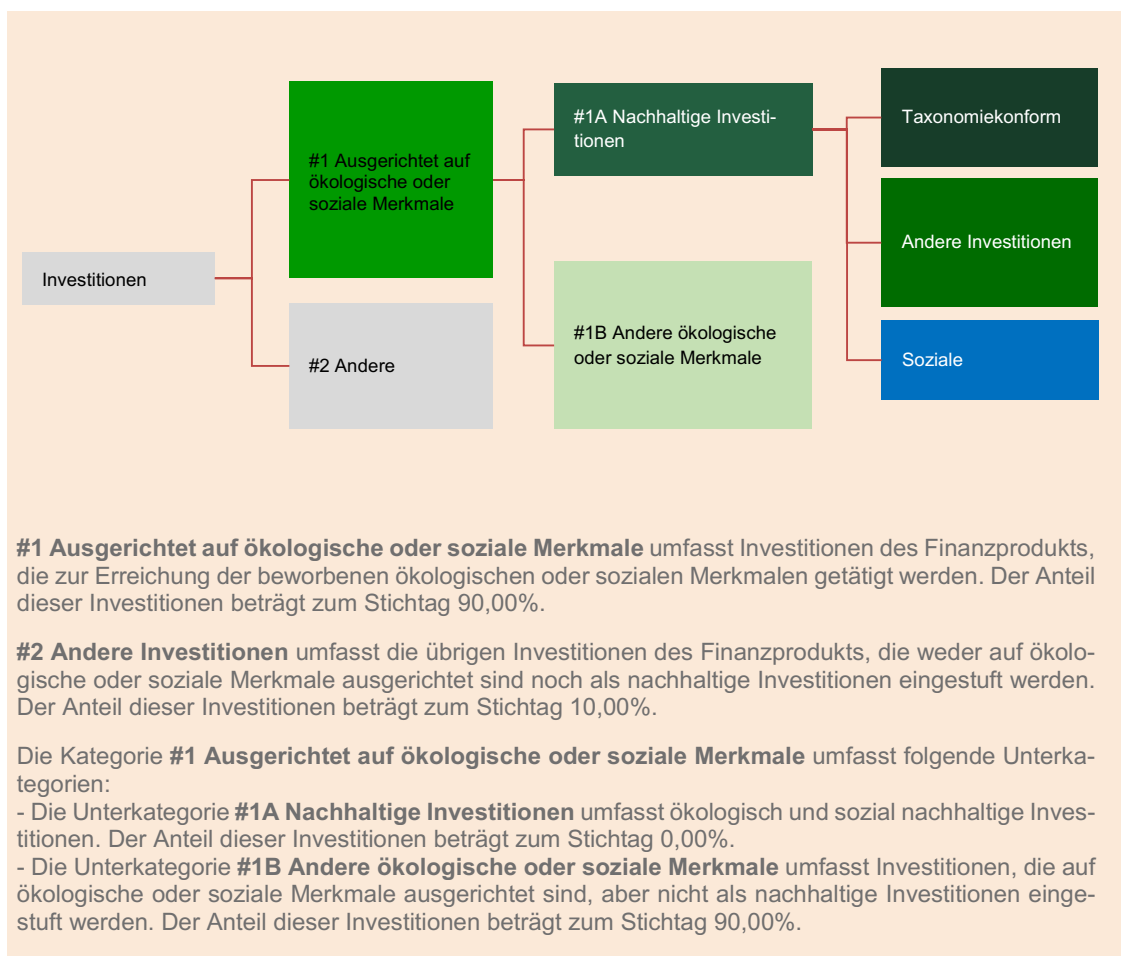 #1A Nachhaltige Investi-
tionen
Taxonomiekonform
#1 Ausgerichtet auf
ökologische oder
soziale Merkmale
Andere Investitionen
Investitionen
#1B Andere ökologische
oder soziale Merkmale
#2 Andere
Soziale
#1 Ausgerichtet auf ökologische oder soziale Merkmale umfasst Investitionen des Finanzprodukts,
die zur Erreichung der beworbenen ökologischen oder sozialen Merkmalen getätigt werden. Der Anteil
dieser Investitionen beträgt zum Stichtag 90,00%.
#2 Andere Investitionen umfasst die übrigen Investitionen des Finanzprodukts, die weder auf ökolo-
gische oder soziale Merkmale ausgerichtet sind noch als nachhaltige Investitionen eingestuft werden.
Der Anteil dieser Investitionen beträgt zum Stichtag 10,00%.
Die Kategorie #1 Ausgerichtet auf ökologische oder soziale Merkmale umfasst folgende Unterka-
tegorien:
- Die Unterkategorie #1A Nachhaltige Investitionen umfasst ökologisch und sozial nachhaltige Inves-
titionen. Der Anteil dieser Investitionen beträgt zum Stichtag 0,00%.
- Die Unterkategorie #1B Andere ökologische oder soziale Merkmale umfasst Investitionen, die auf
ökologische oder soziale Merkmale ausgerichtet sind, aber nicht als nachhaltige Investitionen einge-
stuft werden. Der Anteil dieser Investitionen beträgt zum Stichtag 90,00%.